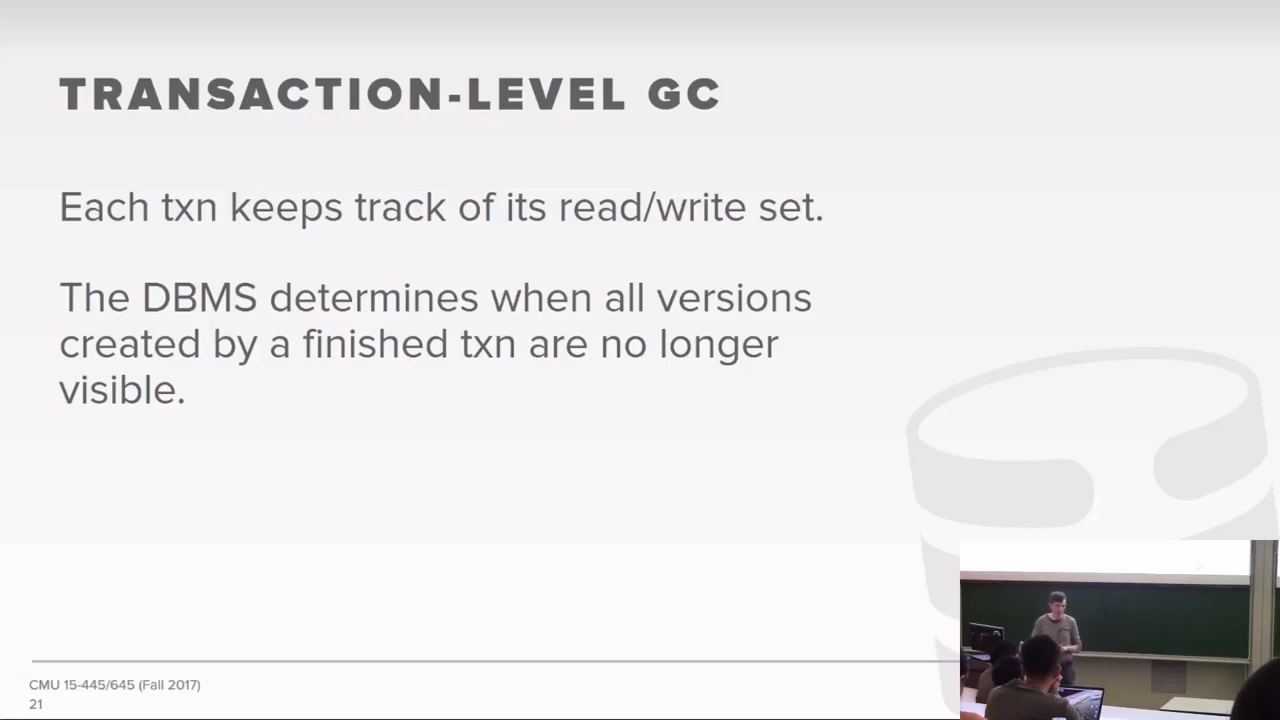 TRANSACTION-LEVEL GC
Each txn keeps track of its read/write set.
The DBMS determines when all versions
created by a finished txn are no longer
visible.
CMU 15-445/645 (Fall 2017)
21